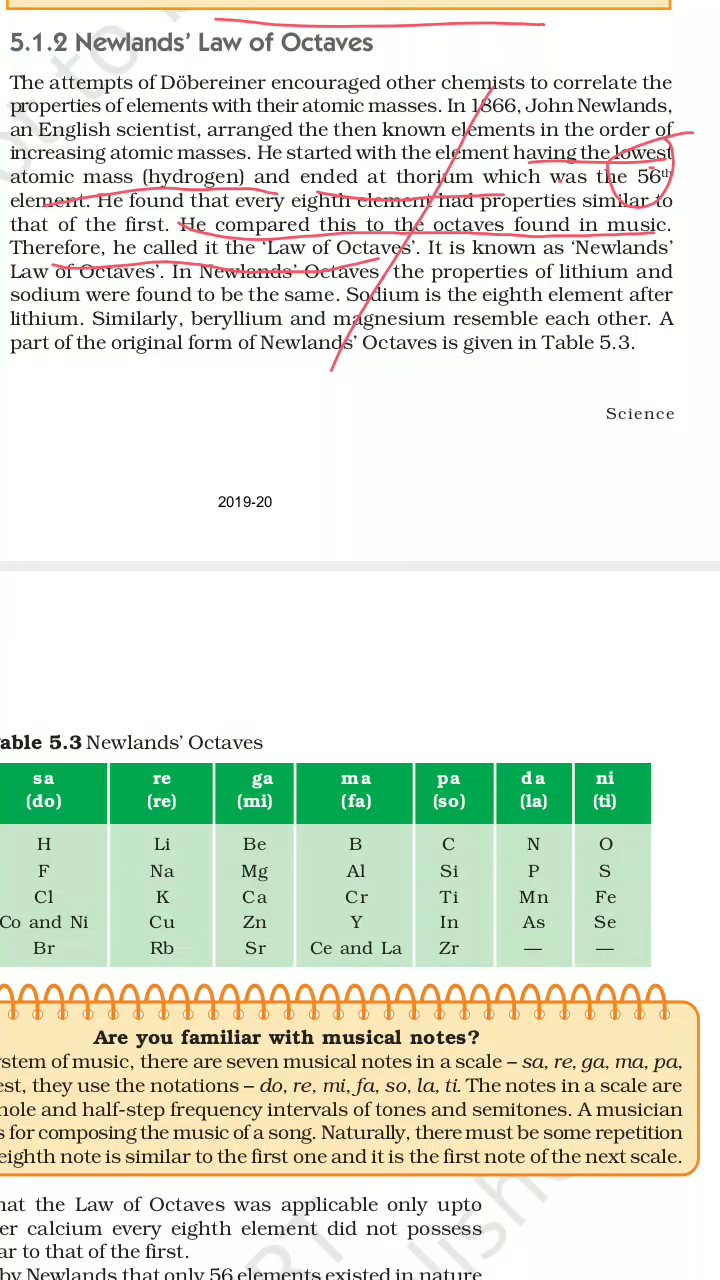 5.1.2 Newlands' Law of Octaves
The attempts of Döbereiner encouraged other chemists to correlate the
properties of elements with their atomic masses. In 1866, John Newlands,
an English scientist, arranged the then known elements in the order of
increasing atomic masses. He started with the element having the lowest
atomic mass (hydrogen) and ended at thorium which was the 56th
element. He found that every eighth element had properties similar to
that of the first. He compared this to the octaves found in music.
Therefore, he called it the ‘Law of Octaves’. It is known as ‘Newlands’
Law of Octaves’. In Newlands’ Octaves, the properties of lithium and
sodium were found to be the same. Sodium is the eighth element after
lithium. Similarly, beryllium and magnesium resemble each other. A
part of the original form of Newlands’ Octaves is given in Table 5.3.
Science
2019-20
able 5.3 Newlands’ Octaves
sa re ga ma pa da ni
(do) (re) (mi) (fa) (so) (la) (ti)
H Li Be B C N O
F Na Mg Al Si P S
Cl K Ca Cr Ti Mn Fe
Co and Ni Cu Zn Y In As Se
Br Rb Sr Ce and La Zr — —
Are you familiar with musical notes?
ystem of music, there are seven musical notes in a scale – sa, re, ga, ma, pa,
est, they use the notations – do, re, mi, fa, so, la, ti. The notes in a scale are
hole and half-step frequency intervals of tones and semitones. A musician
s for composing the music of a song. Naturally, there must be some repetition
eighth note is similar to the first one and it is the first note of the next scale.
hat the Law of Octaves was applicable only upto
er calcium every eighth element did not possess
ar to that of the first.
by Newlands that only 56 elements existed in nature